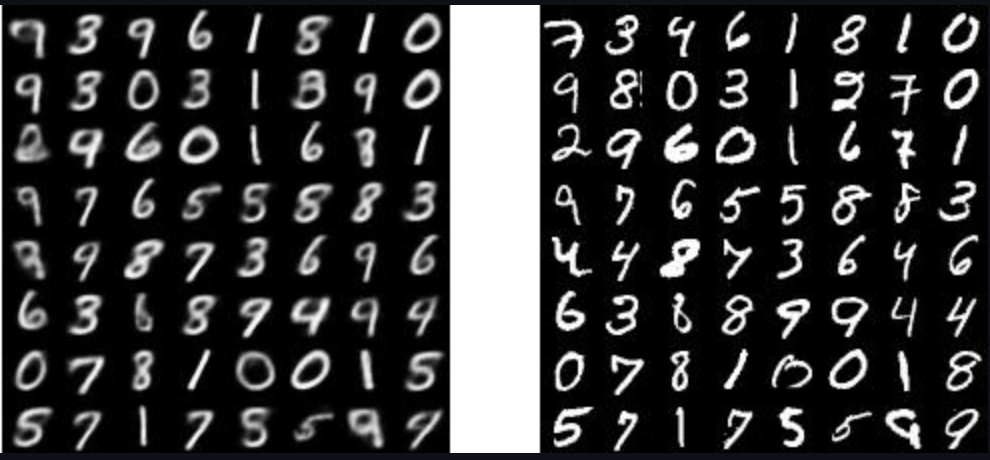 9 3 9 6 1 8 1 0
9 3 0 3 1 3 9 0
9 6 0 1 6 8 1
9 7 6 5 5 8 8 3
9 8 7 3 6 9 6
6 3 8 9 4 9 9
0 7 8 1 0 0 1 5
5 7 1 7 5 5 9 9
7 3 4 6 1 8 1 0
9 8 0 3 1 2 7 0
2 9 6 0 1 6 7 1
9 7 6 5 5 8 8 3
4 4 8 7 3 6 4 6
6 3 8 8 9 9 4 4
0 7 8 1 0 0 1 8
5 7 1 7 5 5 9 9